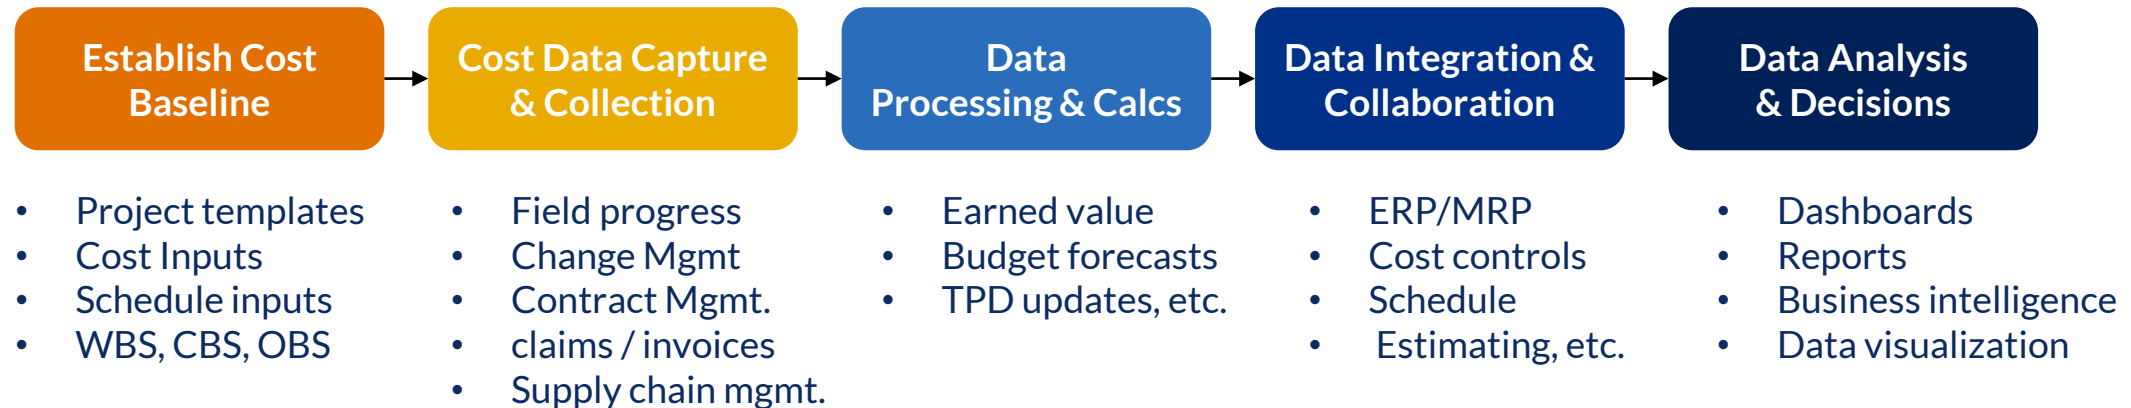 Establish Cost
Baseline
Cost Data Capture
& Collection
Data
Processing & Calcs
Data Integration &
Collaboration
Data Analysis
& Decisions
• Project templates
• Cost Inputs
• Schedule inputs
• WBS, CBS, OBS
• Field progress
• Change Mgmt
• Contract Mgmt.
• claims / invoices
• Supply chain mgmt.
• Earned value
• Budget forecasts
• TPD updates, etc.
• ERP/MRP
• Cost controls
• Schedule
• Estimating, etc.
• Dashboards
• Reports
• Business intelligence
• Data visualization